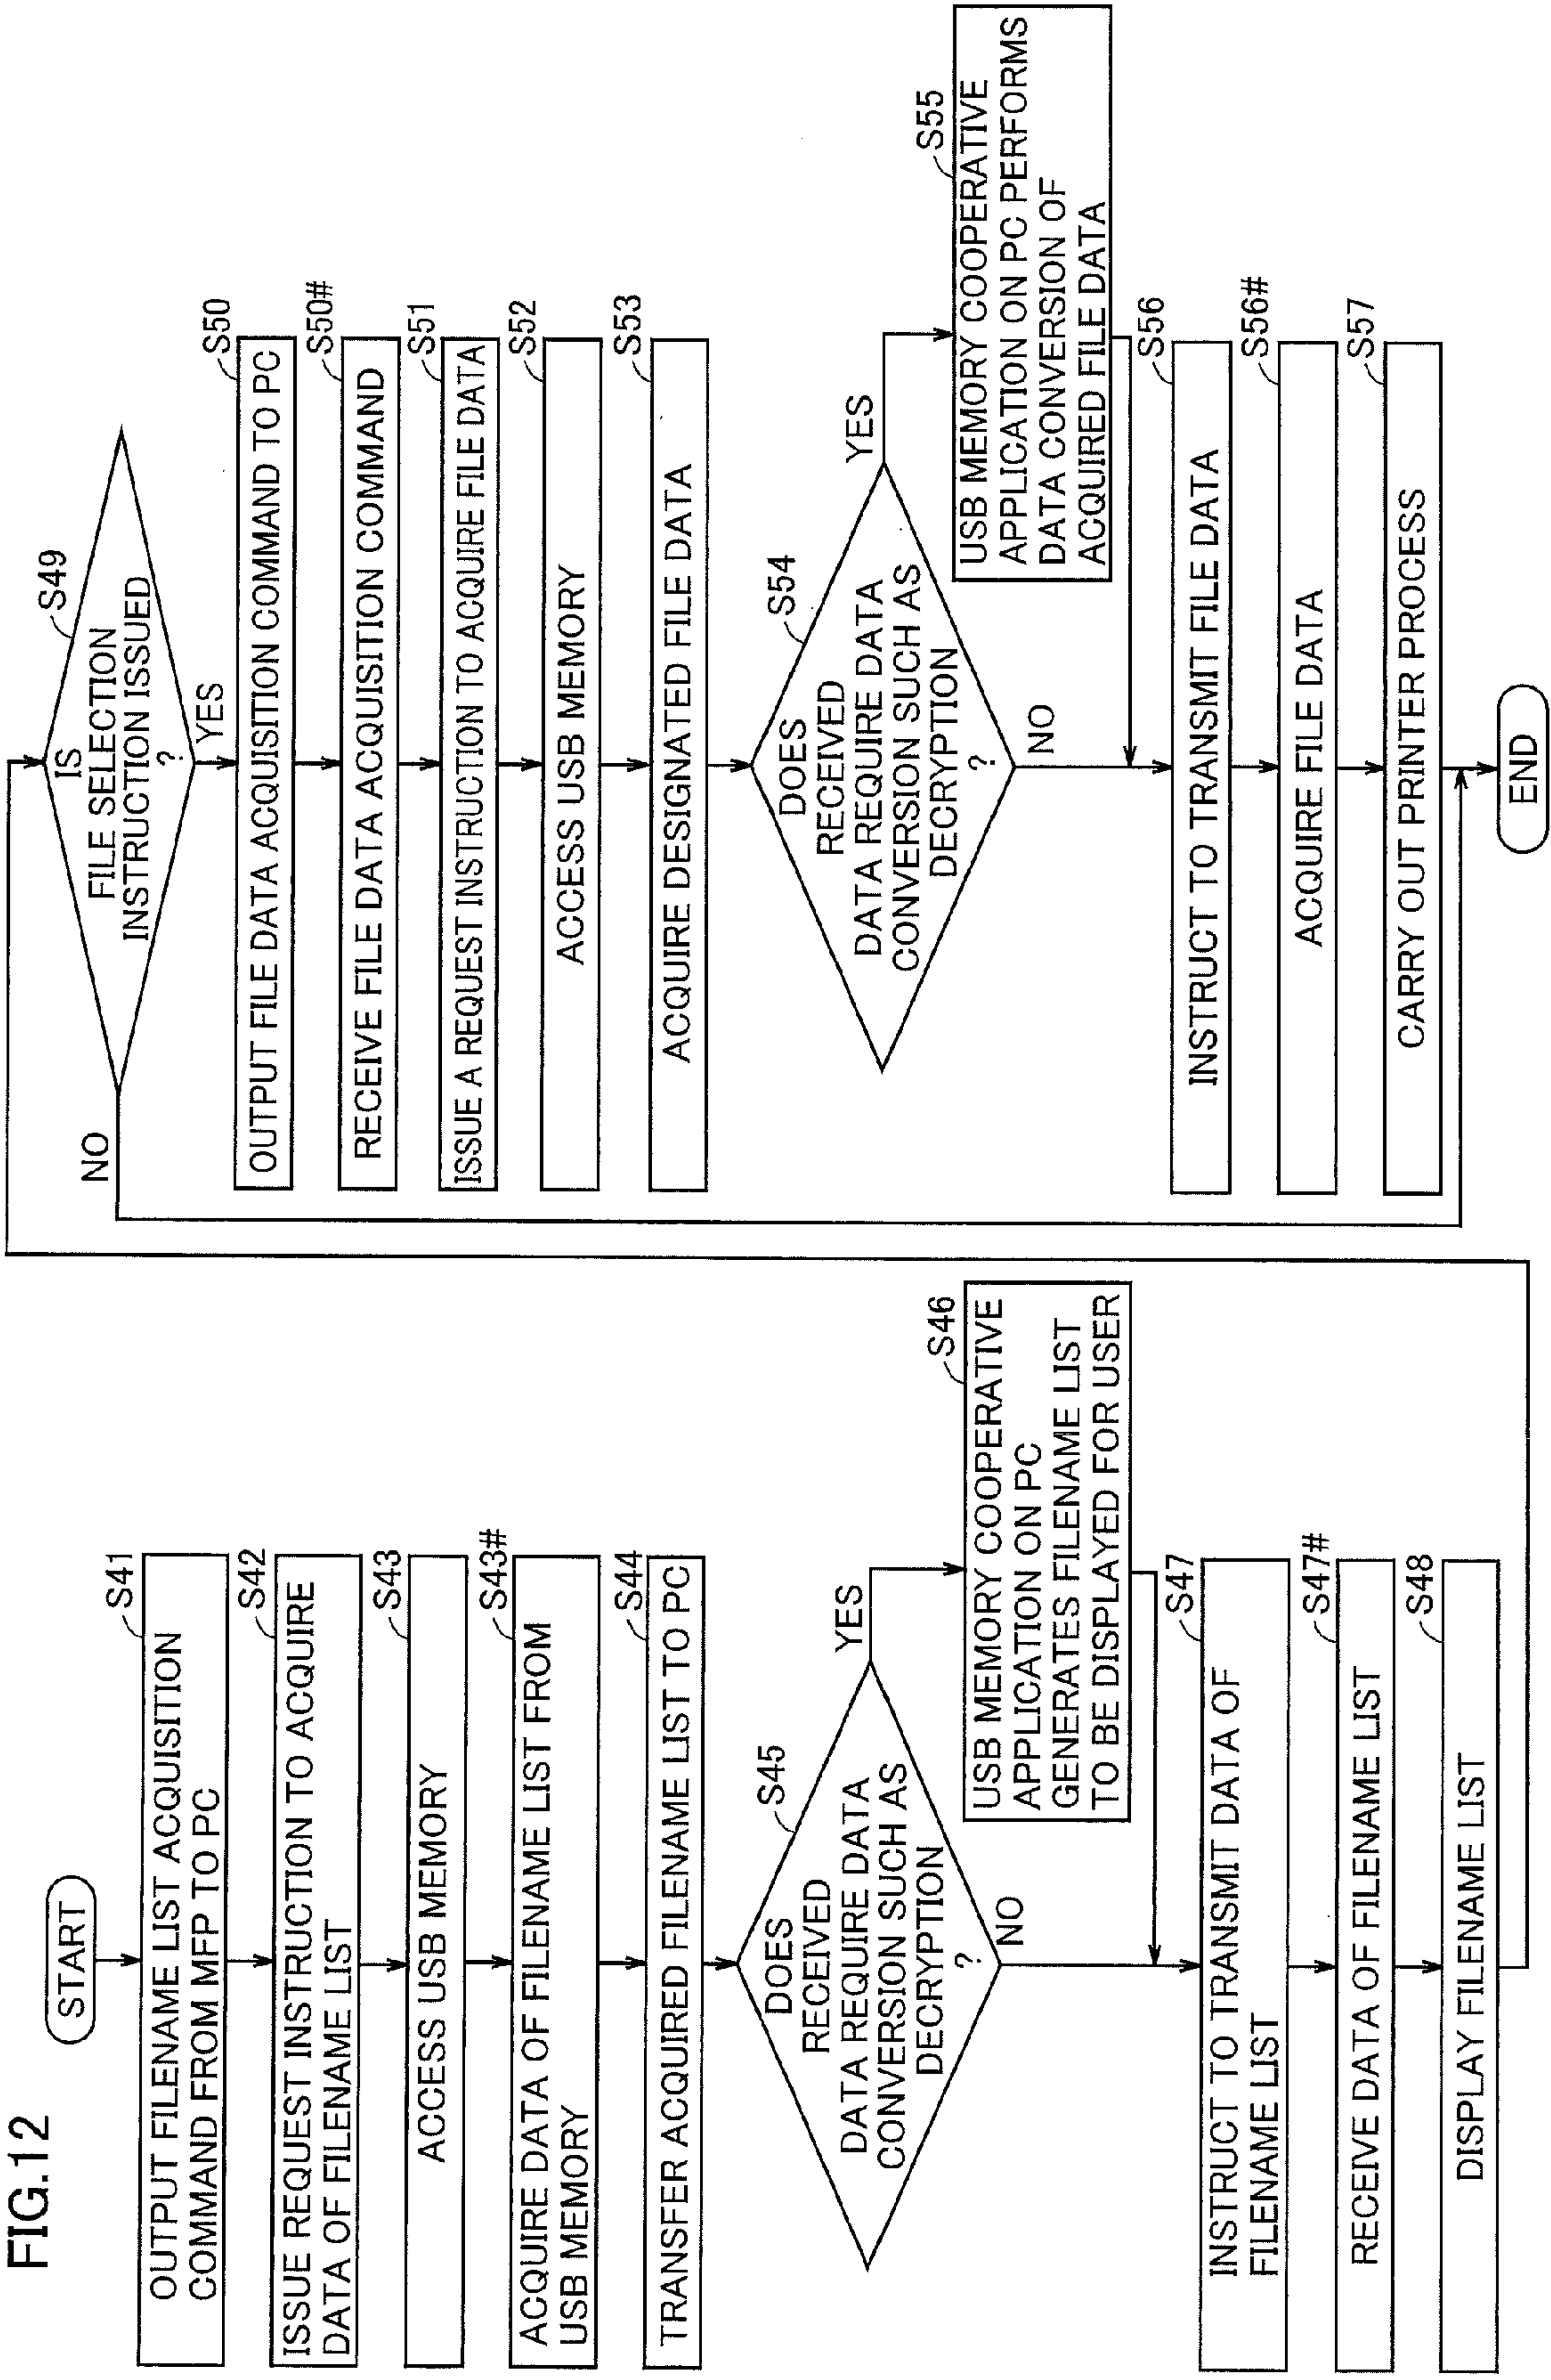 FIG.12
START
S41
OUTPUT FILENAME LIST ACQUISITION
COMMAND FROM MFP TO PC
S42
ISSUE REQUEST INSTRUCTION TO ACQUIRE
DATA OF FILENAME LIST
S43
ACCESS USB MEMORY
S43#
ACQUIRE DATA OF FILENAME LIST FROM
USB MEMORY
S44
TRANSFER ACQUIRED FILENAME LIST TO PC
S45
DOES
RECEIVED
DATA REQUIRE DATA
CONVERSION SUCH AS
DECRYPTION
?
YES
NO
S46
USB MEMORY COOPERATIVE
APPLICATION ON PC
GENERATES FILENAME LIST
TO BE DISPLAYED FOR USER
S47
INSTRUCT TO TRANSMIT DATA OF
FILENAME LIST
S47#
RECEIVE DATA OF FILENAME LIST
S48
DISPLAY FILENAME LIST
S49
IS
FILE SELECTION
INSTRUCTION ISSUED
?
NO
YES
S50
OUTPUT FILE DATA ACQUISITION COMMAND TO PC
S50#
RECEIVE FILE DATA ACQUISITION COMMAND
S51
ISSUE A REQUEST INSTRUCTION TO ACQUIRE FILE DATA
S52
ACCESS USB MEMORY
S53
ACQUIRE DESIGNATED FILE DATA
S54
DOES
RECEIVED
DATA REQUIRE DATA
CONVERSION SUCH AS
DECRYPTION
?
YES
NO
S55
USB MEMORY COOPERATIVE
APPLICATION ON PC PERFORMS
DATA CONVERSION OF
ACQUIRED FILE DATA
S56
INSTRUCT TO TRANSMIT FILE DATA
S56#
ACQUIRE FILE DATA
S57
CARRY OUT PRINTER PROCESS
END